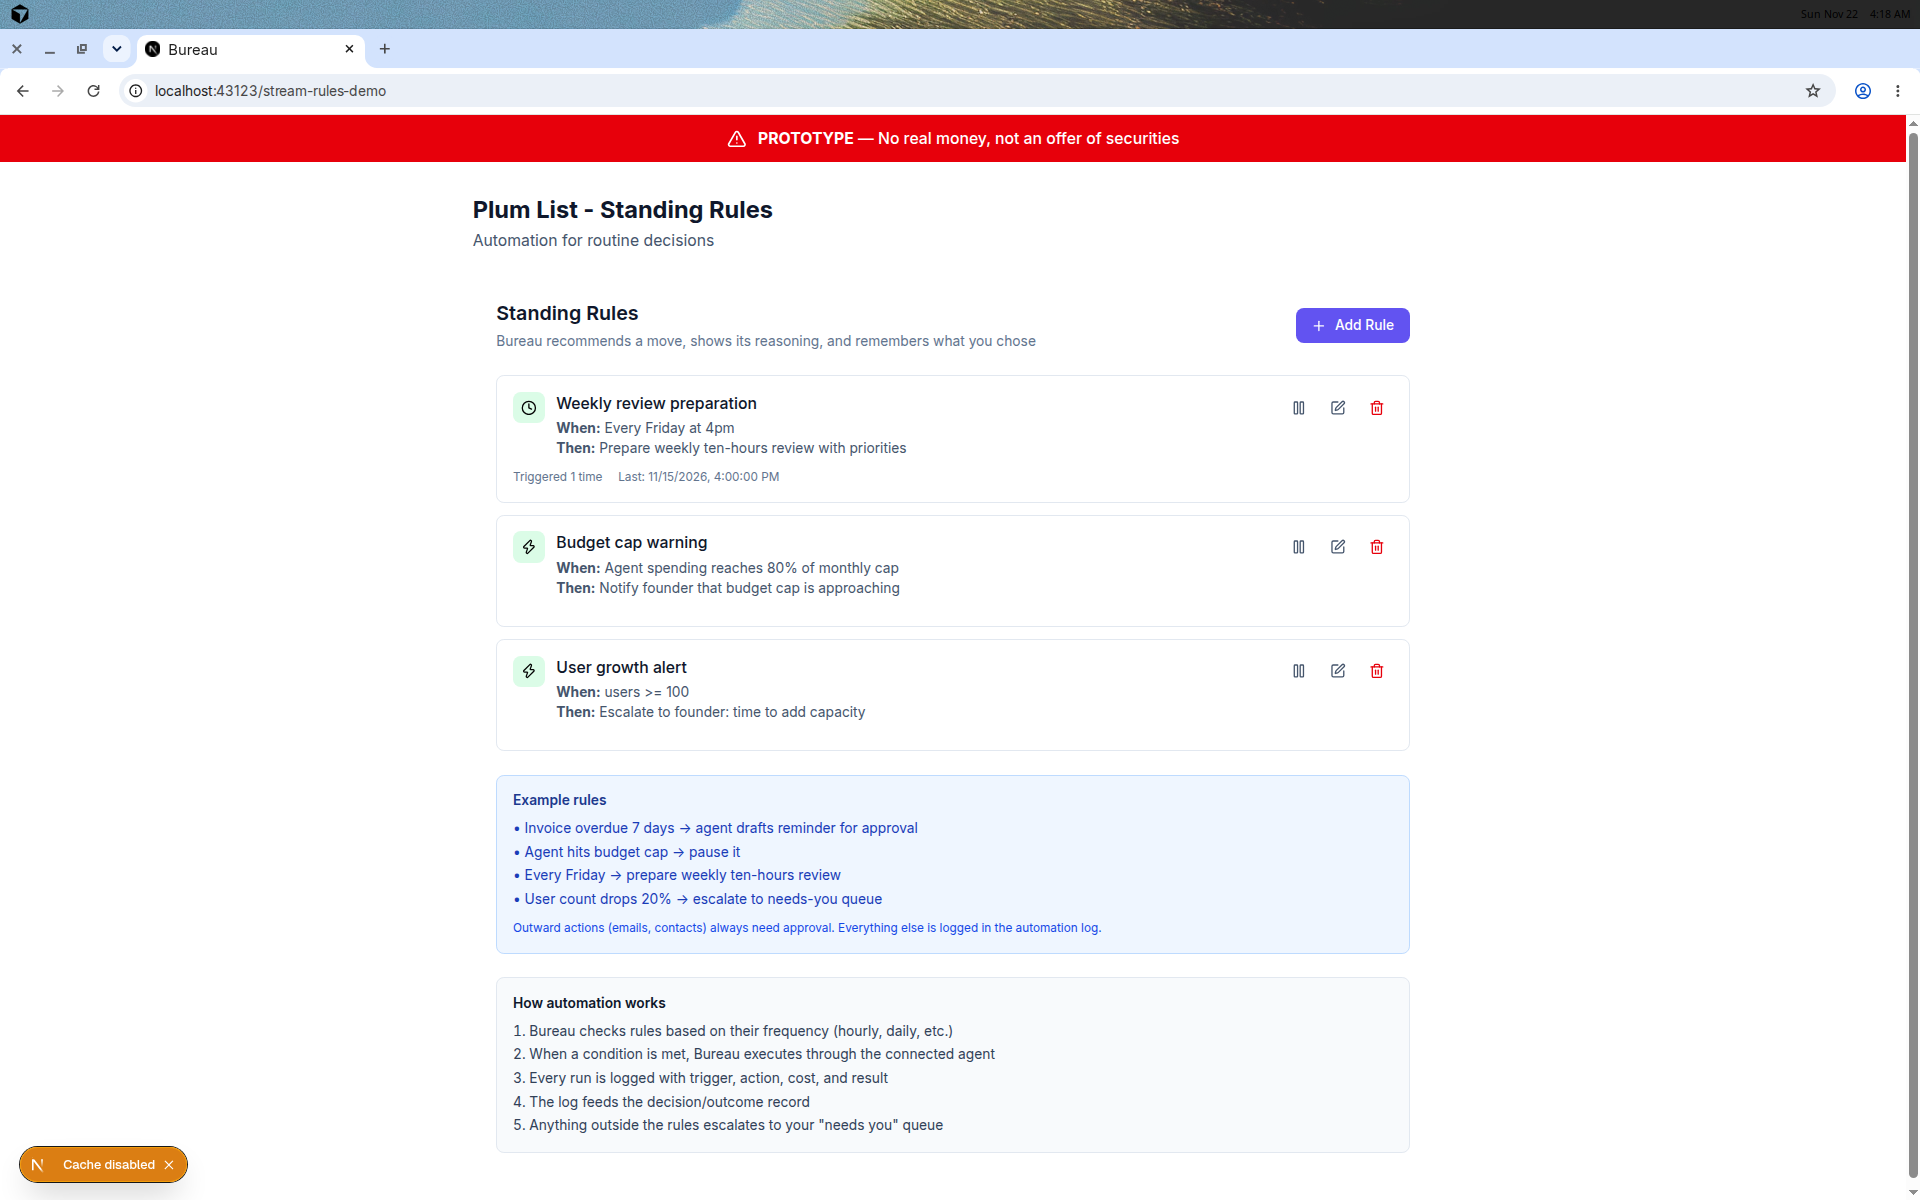 Sun Nov 22 4:18 AM
Bureau
localhost:43123/stream-rules-demo
PROTOTYPE — No real money, not an offer of securities
Plum List - Standing Rules
Automation for routine decisions
Standing Rules
Bureau recommends a move, shows its reasoning, and remembers what you chose
+ Add Rule
Weekly review preparation
When: Every Friday at 4pm
Then: Prepare weekly ten-hours review with priorities
Triggered 1 time Last: 11/15/2026, 4:00:00 PM
Budget cap warning
When: Agent spending reaches 80% of monthly cap
Then: Notify founder that budget cap is approaching
User growth alert
When: users >= 100
Then: Escalate to founder: time to add capacity
Example rules
• Invoice overdue 7 days → agent drafts reminder for approval
• Agent hits budget cap → pause it
• Every Friday → prepare weekly ten-hours review
• User count drops 20% → escalate to needs-you queue
Outward actions (emails, contacts) always need approval. Everything else is logged in the automation log.
How automation works
1. Bureau checks rules based on their frequency (hourly, daily, etc.)
2. When a condition is met, Bureau executes through the connected agent
3. Every run is logged with trigger, action, cost, and result
4. The log feeds the decision/outcome record
5. Anything outside the rules escalates to your "needs you" queue
Cache disabled